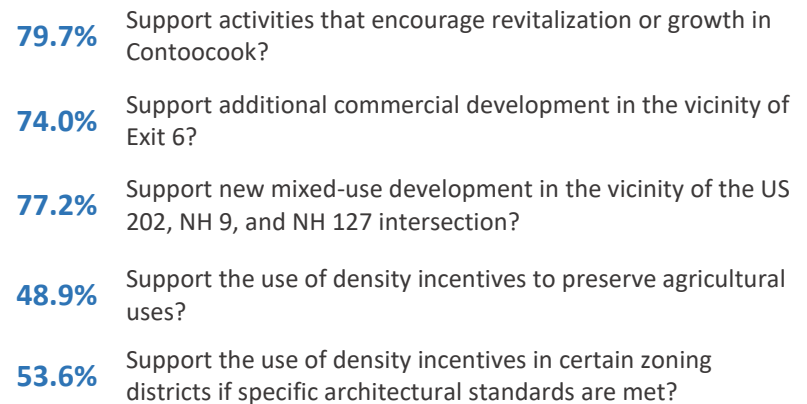 79.7%
Support activities that encourage revitalization or growth in
Contoocook?
74.0%
Support additional commercial development in the vicinity of
Exit 6?
77.2%
Support new mixed-use development in the vicinity of the US
202, NH 9, and NH 127 intersection?
48.9%
Support the use of density incentives to preserve agricultural
uses?
53.6%
Support the use of density incentives in certain zoning
districts if specific architectural standards are met?